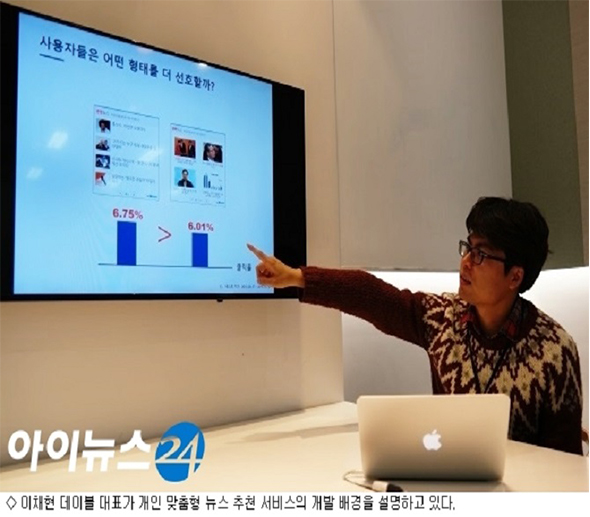 사용자들은 어떤 형태를 더 선호할까?
6.75%
>
6.01%
클릭율
아이뉴스24
◇ 이채현 데이블 대표가 개인 맞춤형 뉴스 추천 서비스의 개발 배경을 설명하고 있다.